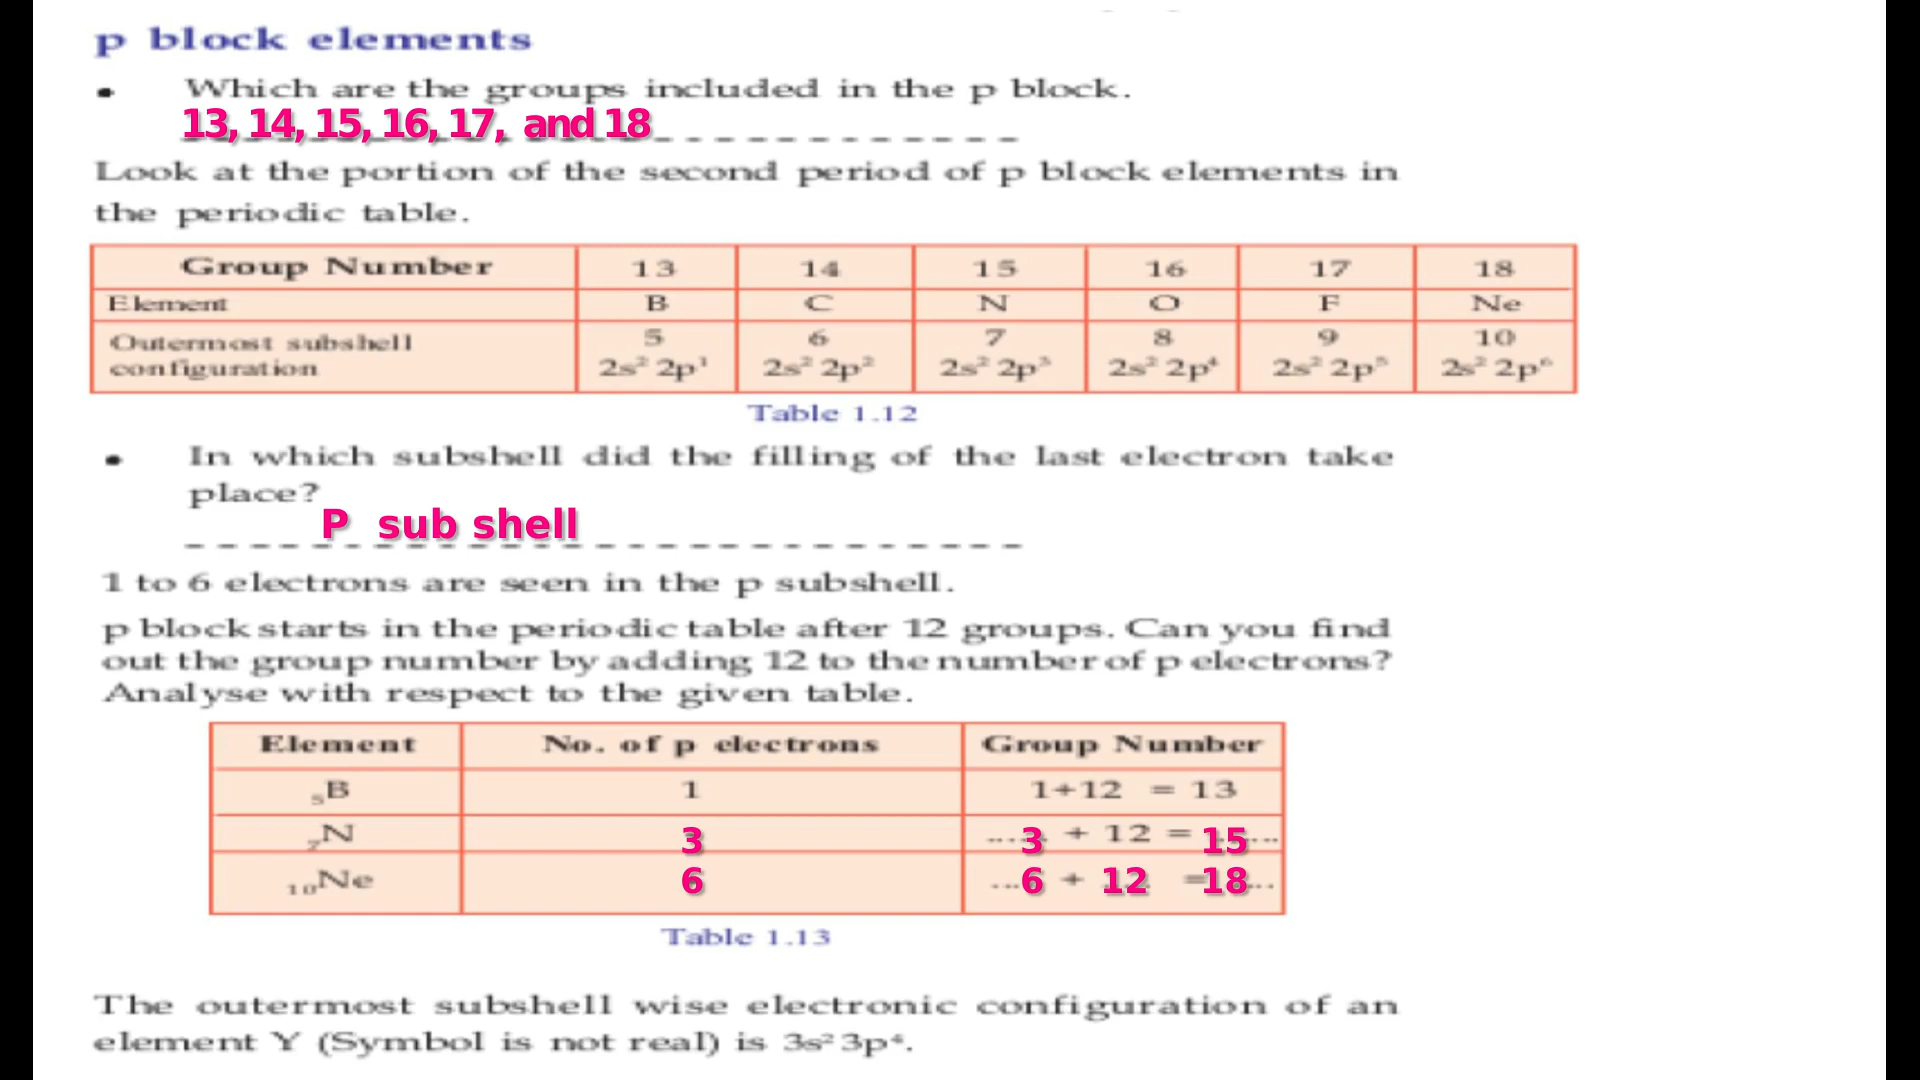 p block elements
• Which are the groups included in the p block.
13, 14, 15, 16, 17, and 18
Look at the portion of the second period of p block elements in
the periodic table.
Group Number 13 14 15 16 17 18
Element B C N O F Ne
Outermost subshell configuration 5 6 7 8 9 10
2s² 2p¹ 2s² 2p² 2s² 2p³ 2s² 2p⁴ 2s² 2p⁵ 2s² 2p⁶
Table 1.12
• In which subshell did the filling of the last electron take
place?
P sub shell
1 to 6 electrons are seen in the p subshell.
p block starts in the periodic table after 12 groups. Can you find
out the group number by adding 12 to the number of p electrons?
Analyse with respect to the given table.
Element No. of p electrons Group Number
₅B 1 1+12 = 13
₇N 3 ....3 + 12 = 15...
₁₀Ne 6 ...6 + 12 =18...
Table 1.13
The outermost subshell wise electronic configuration of an
element Y (Symbol is not real) is 3s² 3p⁴.